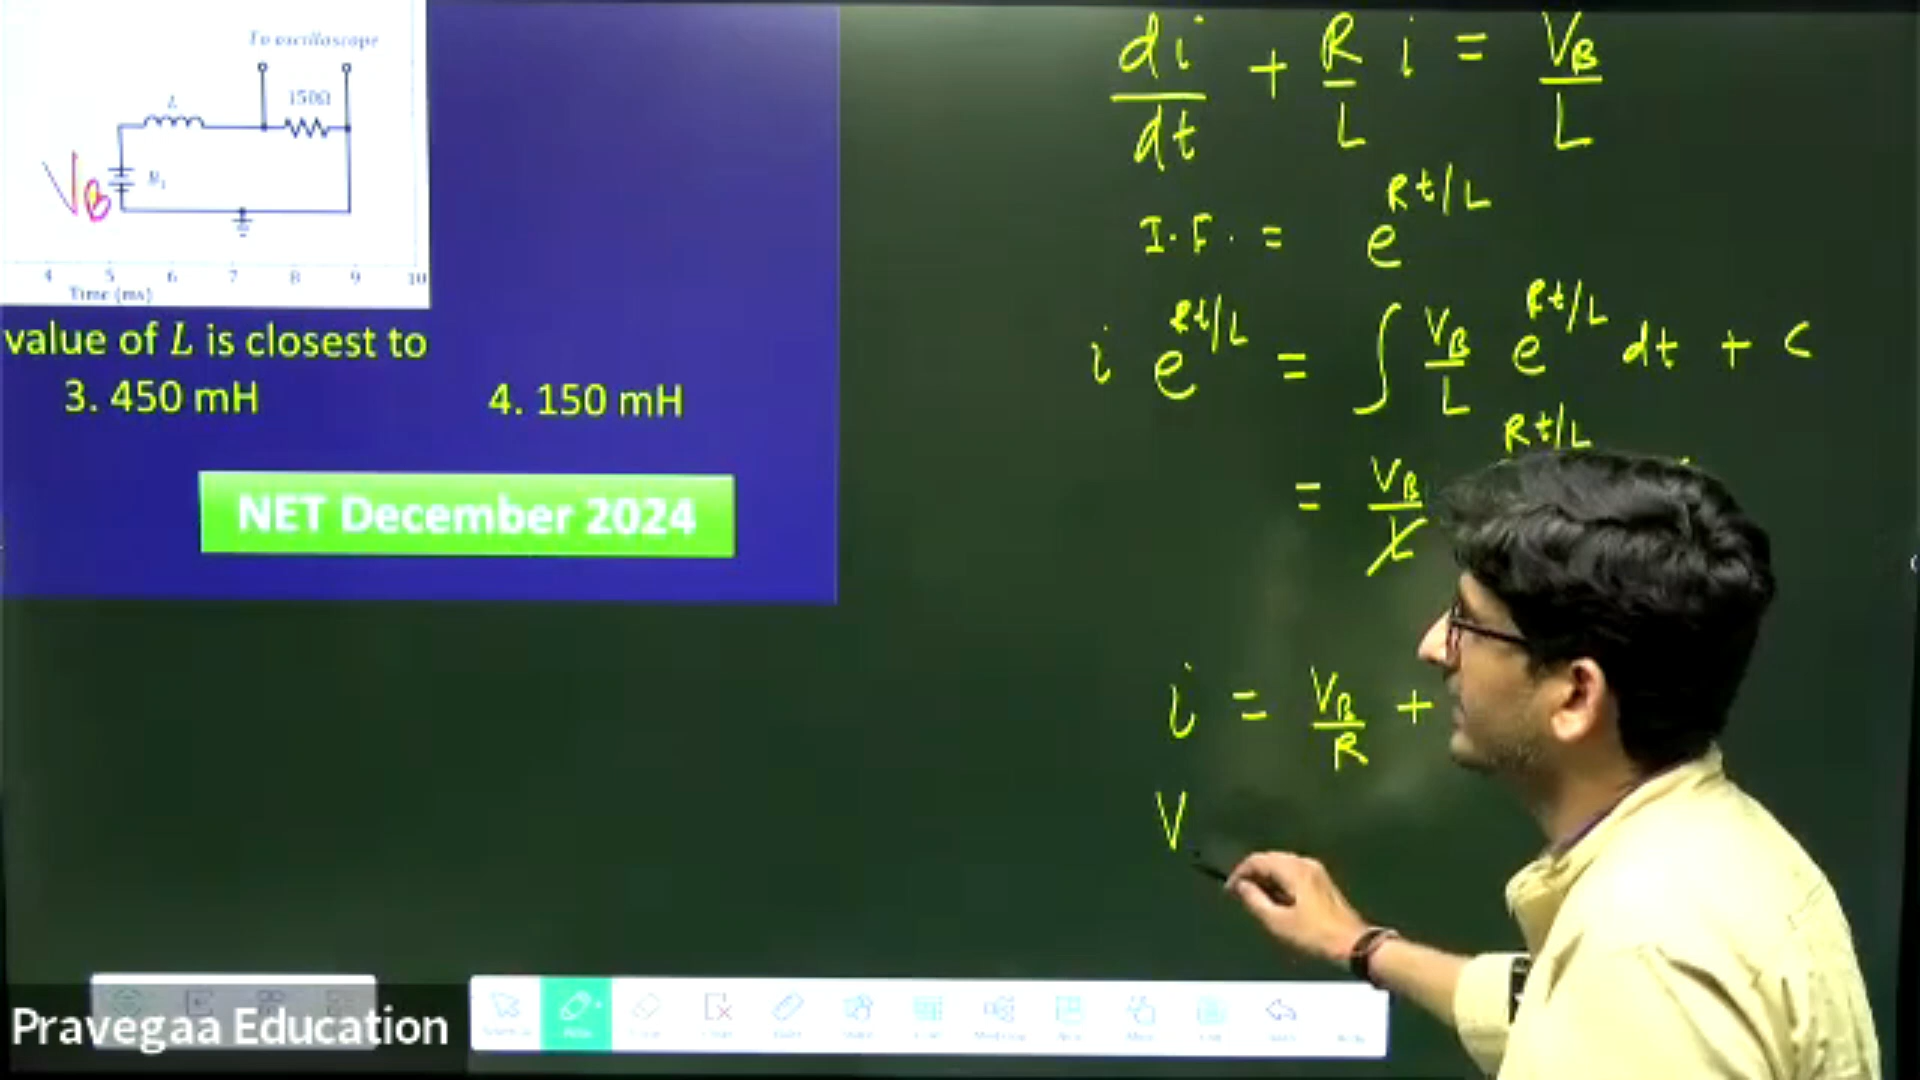 To oscilloscope
L
150Ω
V_B
B₁
4 5 6 7 8 9 10
Time (ms)
value of L is closest to
3. 450 mH 4. 150 mH
NET December 2024
di/dt + R/L i = V_B/L
I.F. = e^{Rt/L}
i e^{Rt/L} = ∫ V_B/L e^{Rt/L} dt + C
= V_B/L Rt/L
i = V_B/R +
V
Pravegaa Education